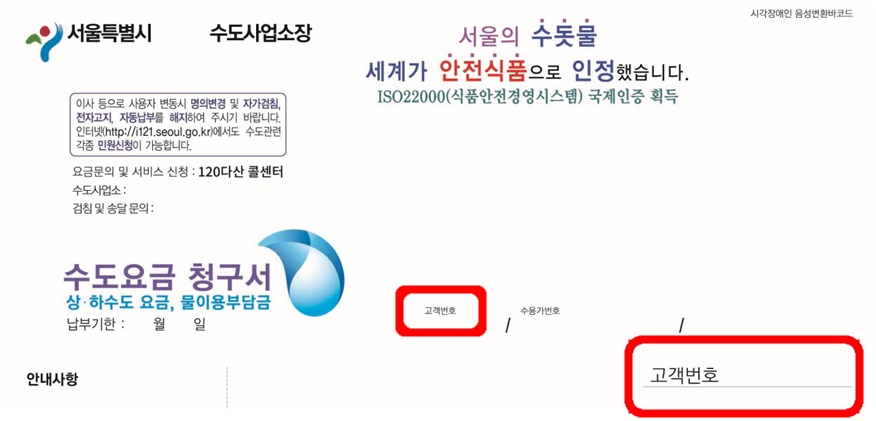 시각장애인 음성변환바코드
서울특별시 수도사업소장
서울의 수돗물
세계가 안전식품으로 인정했습니다.
ISO22000(식품안전경영시스템) 국제인증 획득
이사 등으로 사용자 변동시 명의변경 및 자가검침,
전자고지, 자동납부를 해지하여 주시기 바랍니다.
인터넷(http://i121.seoul.go.kr)에서도 수도관련
각종 민원신청이 가능합니다.
요금문의 및 서비스 신청 : 120다산 콜센터
수도사업소 :
검침 및 송달 문의 :
수도요금 청구서
상·하수도 요금, 물이용부담금
납부기한 : 월 일
고객번호 / 수용가번호 /
고객번호
안내사항